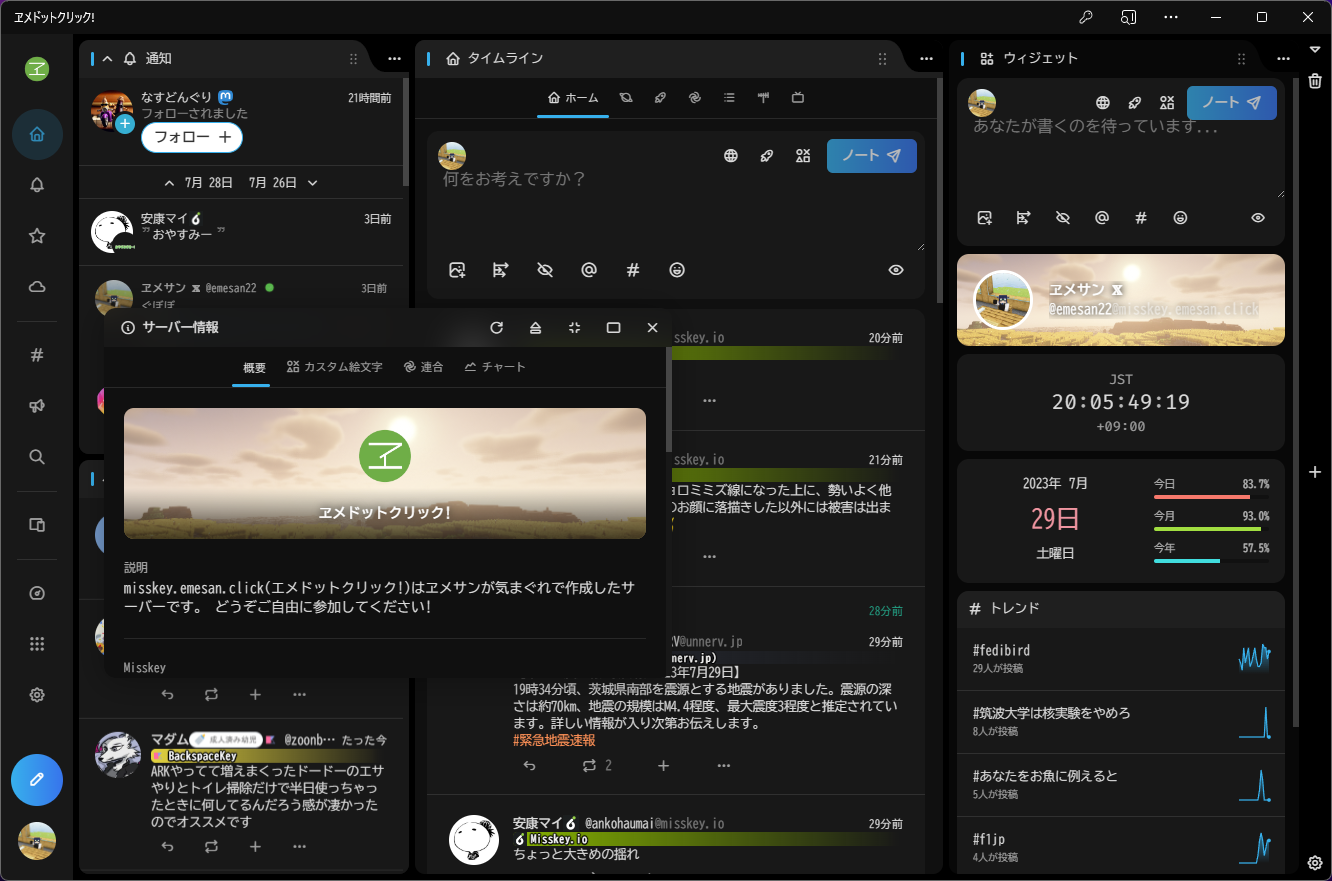 ヱメドットクリック!
通知
なすどんぐり
21時間前
フォローされました
フォロー
7月 28日 7月 26日
安康マイ
3日前
おやすみー
ヱメサン @emesan22
3日前
ぐぽぽ
マダム 成人済み幼児 @zoonb… たった今
BackspaceKey
ARKやってて増えまくったドードーのエサ
やりとトイレ掃除だけで半日使っちゃっ
たときに何してるんだろう感が凄かった
のでオススメです
タイムライン
ホーム
ノート
何をお考えですか？
sskey.io
20分前
sskey.io
21分前
ョロミミズ線になった上に、勢いよく他
のお顔に落描きした以外には被害は出ま
28分前
RV@unnerv.jp
29分前
nerv.jp)
23年7月29日】
19時34分頃、茨城県南部を震源とする地震がありました。震源の深
さは約70km、地震の規模はM4.4程度、最大震度3程度と推定されてい
ます。詳しい情報が入り次第お伝えします。
#緊急地震速報
2
安康マイ @ankohaumai@misskey.io
29分前
Misskey.io
ちょっと大きめの揺れ
サーバー情報
概要
カスタム絵文字
連合
チャート
ヱメドットクリック!
説明
misskey.emesan.click(エメドットクリック!)はヱメサンが気まぐれで作成したサ
ーバーです。 どうぞご自由に参加してください!
Misskey
ウィジェット
ノート
あなたが書くのを待っています...
ヱメサン
@emesan22@misskey.emesan.click
JST
20:05:49:19
+09:00
2023年 7月
29日
土曜日
今日 83.7%
今月 93.0%
今年 57.5%
# トレンド
#fedibird
29人が投稿
#筑波大学は核実験をやめろ
8人が投稿
#あなたをお魚に例えると
5人が投稿
#f1jp
4人が投稿